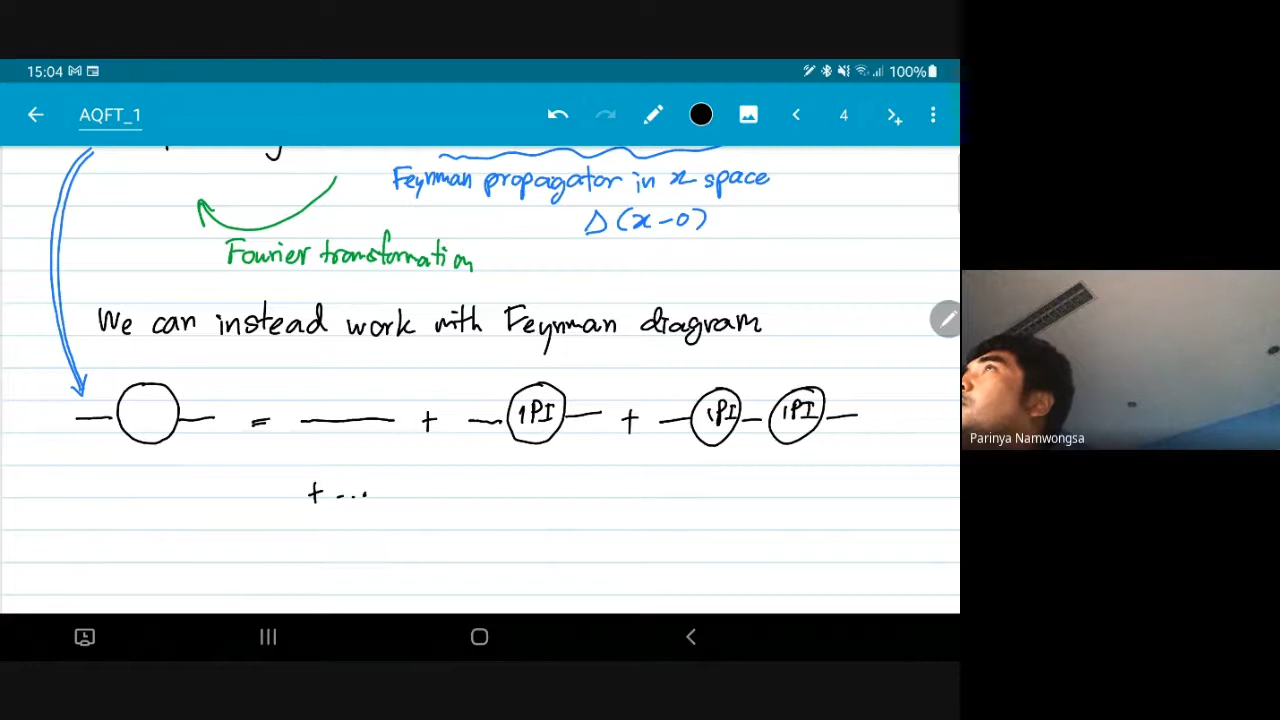 15:04 100%
AQFT_1 4
Feynman propagator in x space
Δ(x-0)
Fourier transformation
We can instead work with Feynman diagram
= + 1PI + 1PI 1PI
+ ...
Parinya Namwongsa